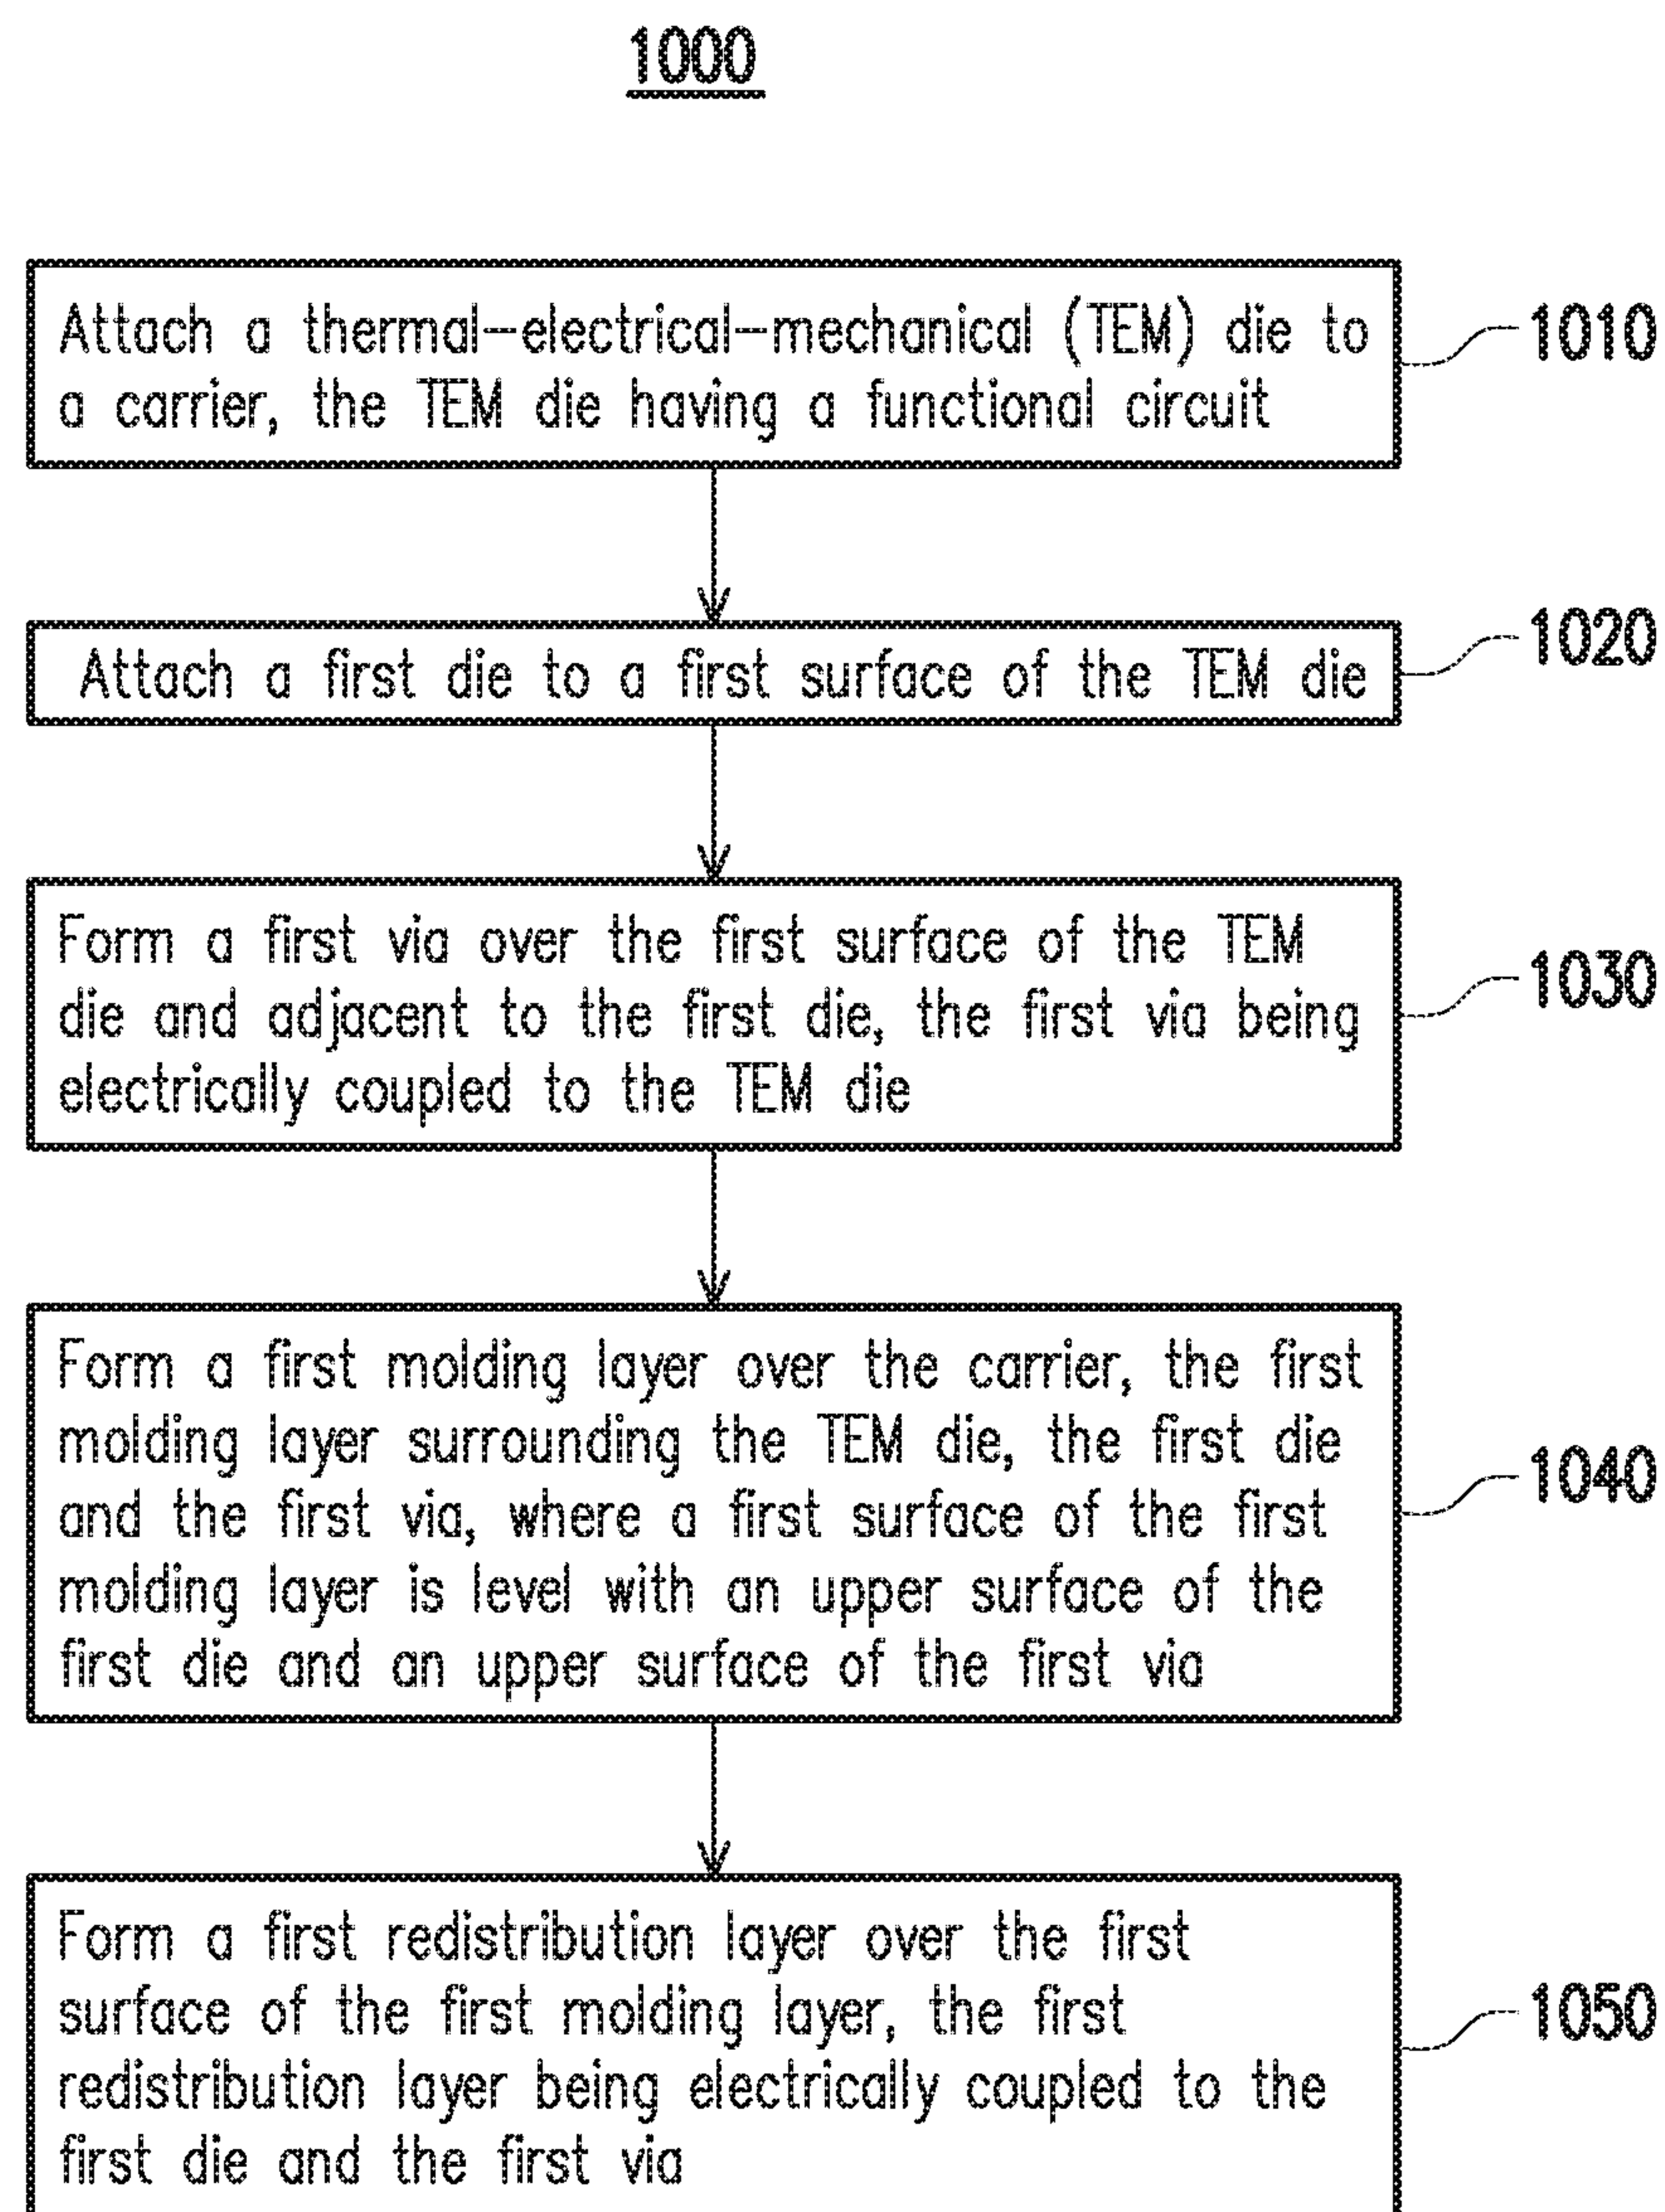 1000
Attach a thermal-electrical-mechanical (TEM) die to
a carrier, the TEM die having a functional circuit
1010
Attach a first die to a first surface of the TEM die
1020
Form a first via over the first surface of the TEM
die and adjacent to the first die, the first via being
electrically coupled to the TEM die
1030
Form a first molding layer over the carrier, the first
molding layer surrounding the TEM die, the first die
and the first via, where a first surface of the first
molding layer is level with an upper surface of the
first die and an upper surface of the first via
1040
Form a first redistribution layer over the first
surface of the first molding layer, the first
redistribution layer being electrically coupled to the
first die and the first via
1050